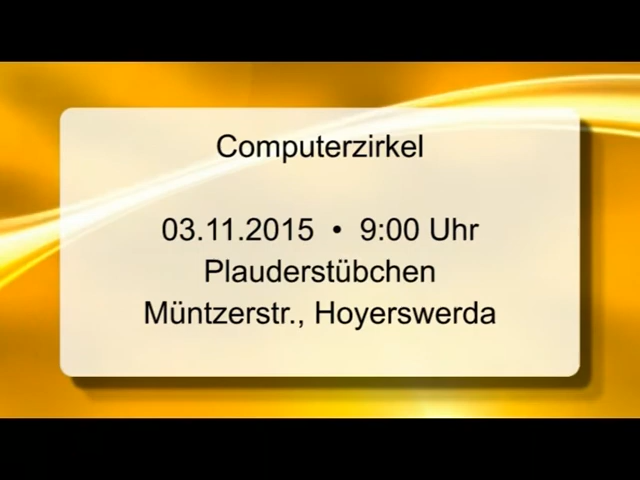 Computerzirkel
03.11.2015 • 9:00 Uhr
Plauderstübchen
Müntzerstr., Hoyerswerda